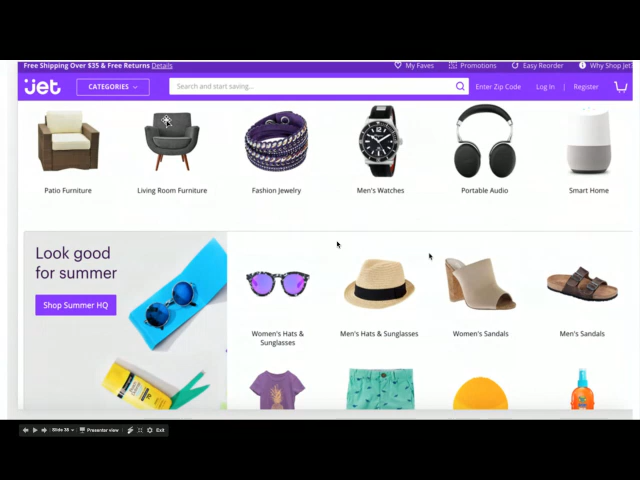 Free Shipping Over $35 & Free Returns Details
My Faves
Promotions
Easy Reorder
Why Shop Jet
jet
CATEGORIES
Search and start saving...
Enter Zip Code
Log In | Register
Patio Furniture
Living Room Furniture
Fashion Jewelry
Men's Watches
Portable Audio
Smart Home
Look good
for summer
Shop Summer HQ
Women's Hats &
Sunglasses
Men's Hats & Sunglasses
Women's Sandals
Men's Sandals
Slide 35
Presenter view
Exit